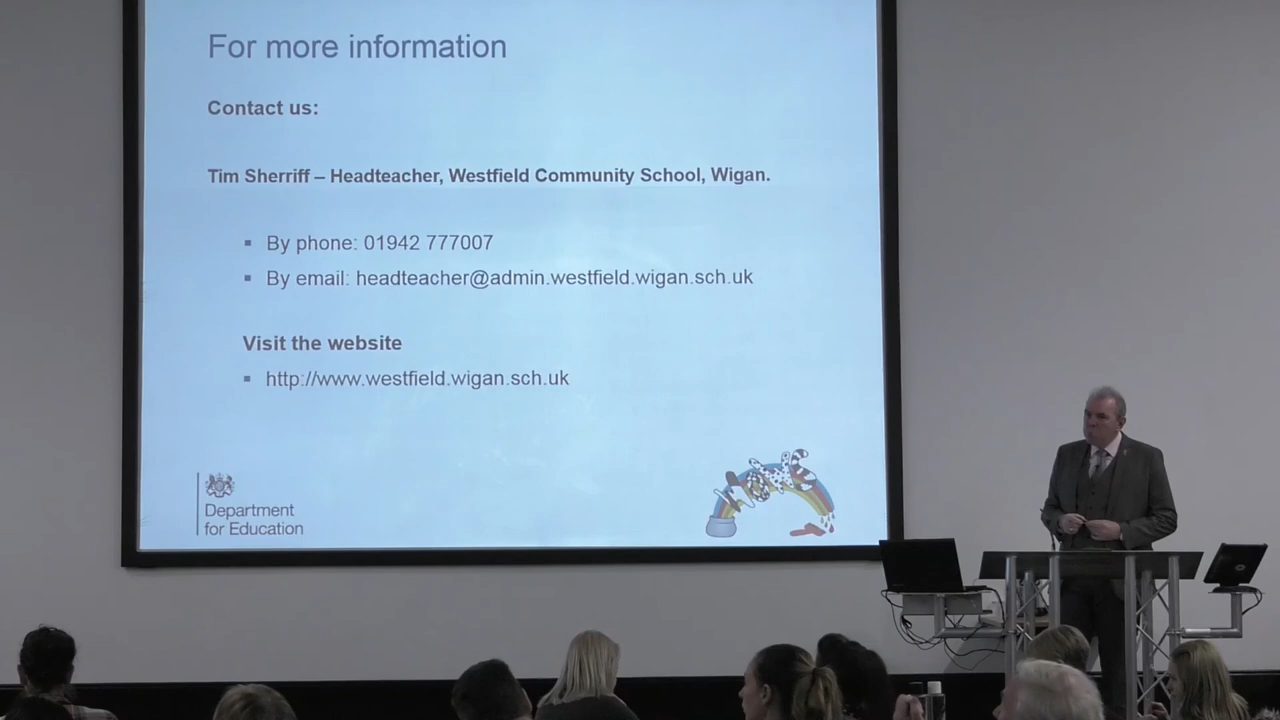 For more information
Contact us:
Tim Sherriff – Headteacher, Westfield Community School, Wigan.
▪ By phone: 01942 777007
▪ By email: headteacher@admin.westfield.wigan.sch.uk
Visit the website
▪ http://www.westfield.wigan.sch.uk
Department
for Education